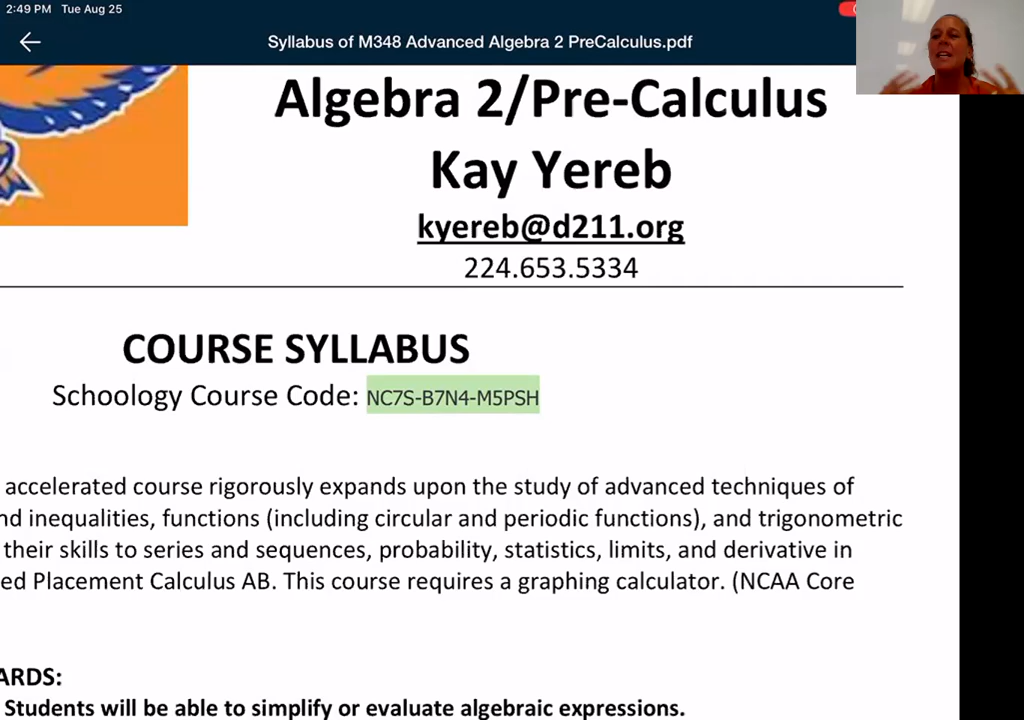 2:49 PM Tue Aug 25
Syllabus of M348 Advanced Algebra 2 PreCalculus.pdf
Algebra 2/Pre-Calculus
Kay Yereb
kyereb@d211.org
224.653.5334
COURSE SYLLABUS
Schoology Course Code: NC7S-B7N4-M5PSH
accelerated course rigorously expands upon the study of advanced techniques of
nd inequalities, functions (including circular and periodic functions), and trigonometric
their skills to series and sequences, probability, statistics, limits, and derivative in
ed Placement Calculus AB. This course requires a graphing calculator. (NCAA Core
ARDS:
Students will be able to simplify or evaluate algebraic expressions.